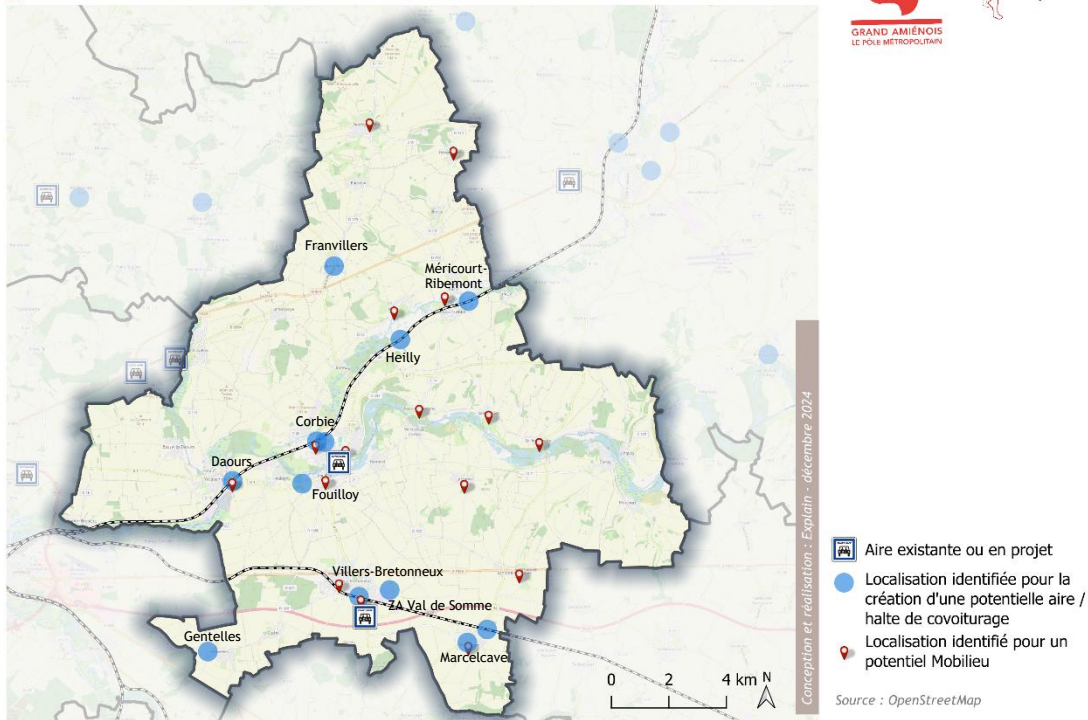 GRAND AMIÉNOIS
LE PÔLE MÉTROPOLITAIN
Franvillers
Méricourt-
Ribemont
Heilly
Corbie
Daours
Fouilloy
Villers-Bretonneux
ZA Val de Somme
Gentelles
Marcelcave
0 2 4 km N
Conception et réalisation : Explain - décembre 2024
Aire existante ou en projet
Localisation identifiée pour la
création d'une potentielle aire /
halte de covoiturage
Localisation identifié pour un
potentiel Mobilieu
Source : OpenStreetMap